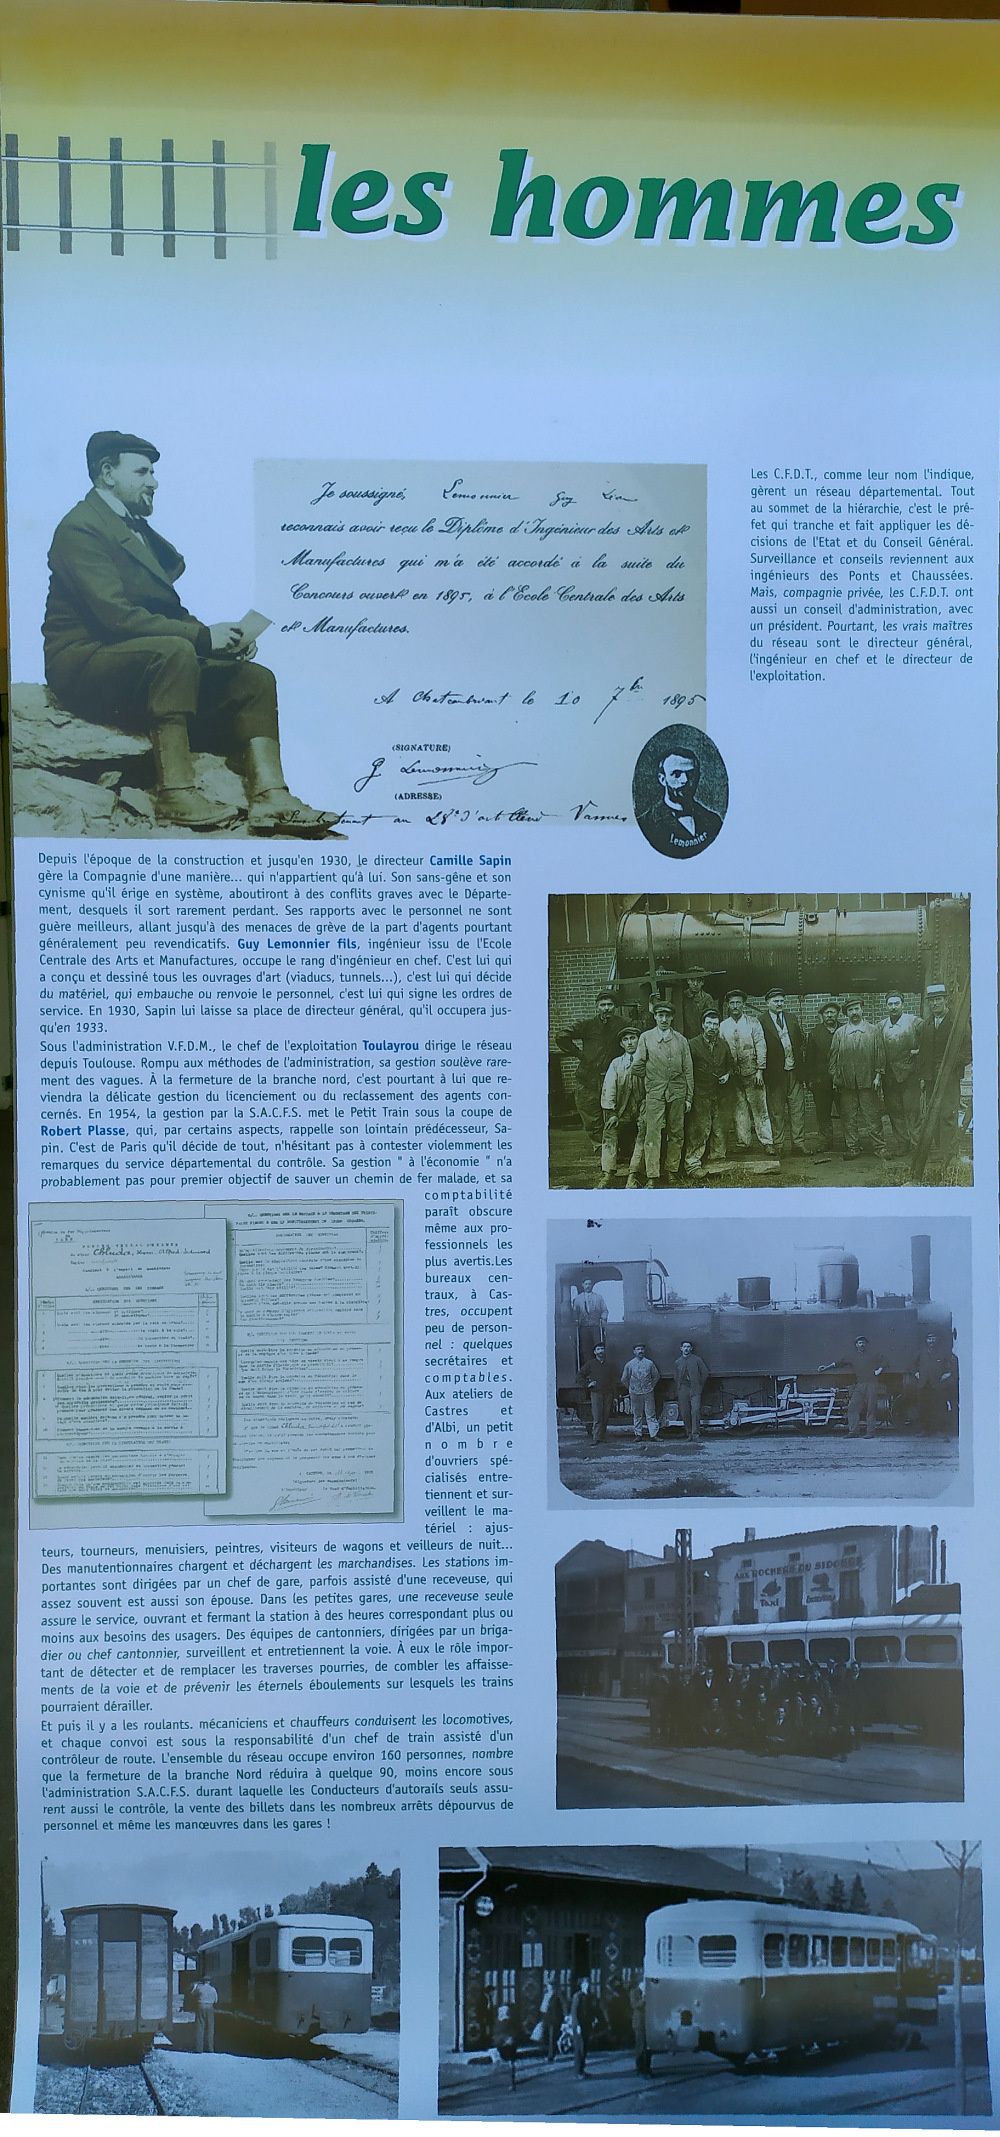 les hommes
Je soussigné, Lemonnier Guy
reconnais avoir reçu le Diplôme d'Ingénieur des Arts et
Manufactures qui m'a été accordé à la suite du
Concours ouvert en 1895, à l'Ecole Centrale des Arts
et Manufactures.
A Chateaubriant le 10 7bre 1895
(SIGNATURE)
G Lemonnier
(ADRESSE)
au 28e d'artillerie Vannes
Lemonnier
Les C.F.D.T., comme leur nom l'indique,
gèrent un réseau départemental. Tout
au sommet de la hiérarchie, c'est le pré-
fet qui tranche et fait appliquer les dé-
cisions de l'Etat et du Conseil Général.
Surveillance et conseils reviennent aux
ingénieurs des Ponts et Chaussées.
Mais, compagnie privée, les C.F.D.T. ont
aussi un conseil d'administration, avec
un président. Pourtant, les vrais maîtres
du réseau sont le directeur général,
l'ingénieur en chef et le directeur de
l'exploitation.
Depuis l'époque de la construction et jusqu'en 1930, le directeur Camille Sapin
gère la Compagnie d'une manière... qui n'appartient qu'à lui. Son sans-gêne et son
cynisme qu'il érige en système, aboutiront à des conflits graves avec le Départe-
ment, desquels il sort rarement perdant. Ses rapports avec le personnel ne sont
guère meilleurs, allant jusqu'à des menaces de grève de la part d'agents pourtant
généralement peu revendicatifs. Guy Lemonnier fils, ingénieur issu de l'Ecole
Centrale des Arts et Manufactures, occupe le rang d'ingénieur en chef. C'est lui qui
a conçu et dessiné tous les ouvrages d'art (viaducs, tunnels...), c'est lui qui décide
du matériel, qui embauche ou renvoie le personnel, c'est lui qui signe les ordres de
service. En 1930, Sapin lui laisse sa place de directeur général, qu'il occupera jus-
qu'en 1933.
Sous l'administration V.F.D.M., le chef de l'exploitation Toulayrou dirige le réseau
depuis Toulouse. Rompu aux méthodes de l'administration, sa gestion soulève rare-
ment des vagues. À la fermeture de la branche nord, c'est pourtant à lui que re-
viendra la délicate gestion du licenciement ou du reclassement des agents con-
cernés. En 1954, la gestion par la S.A.C.F.S. met le Petit Train sous la coupe de
Robert Plasse, qui, par certains aspects, rappelle son lointain prédécesseur, Sa-
pin. C'est de Paris qu'il décide de tout, n'hésitant pas à contester violemment les
remarques du service départemental du contrôle. Sa gestion " à l'économie " n'a
probablement pas pour premier objectif de sauver un chemin de fer malade, et sa
comptabilité
paraît obscure
même aux pro-
fessionnels les
plus avertis.Les
bureaux cen-
traux, à Cas-
tres, occupent
peu de person-
nel : quelques
secrétaires et
comptables.
Aux ateliers de
Castres et
d'Albi, un petit
nombre
d'ouvriers spé-
cialisés entre-
tiennent et sur-
veillent le ma-
tériel : ajus-
teurs, tourneurs, menuisiers, peintres, visiteurs de wagons et veilleurs de nuit...
Des manutentionnaires chargent et déchargent les marchandises. Les stations im-
portantes sont dirigées par un chef de gare, parfois assisté d'une receveuse, qui
assez souvent est aussi son épouse. Dans les petites gares, une receveuse seule
assure le service, ouvrant et fermant la station à des heures correspondant plus ou
moins aux besoins des usagers. Des équipes de cantonniers, dirigées par un briga-
dier ou chef cantonnier, surveillent et entretiennent la voie. À eux le rôle impor-
tant de détecter et de remplacer les traverses pourries, de combler les affaisse-
ments de la voie et de prévenir les éternels éboulements sur lesquels les trains
pourraient dérailler.
Et puis il y a les roulants. mécaniciens et chauffeurs conduisent les locomotives,
et chaque convoi est sous la responsabilité d'un chef de train assisté d'un
contrôleur de route. L'ensemble du réseau occupe environ 160 personnes, nombre
que la fermeture de la branche Nord réduira à quelque 90, moins encore sous
l'administration S.A.C.F.S. durant laquelle les Conducteurs d'autorails seuls assu-
rent aussi le contrôle, la vente des billets dans les nombreux arrêts dépourvus de
personnel et même les manœuvres dans les gares !
AUX ROCHERS DU SIDOBRE
Taxi